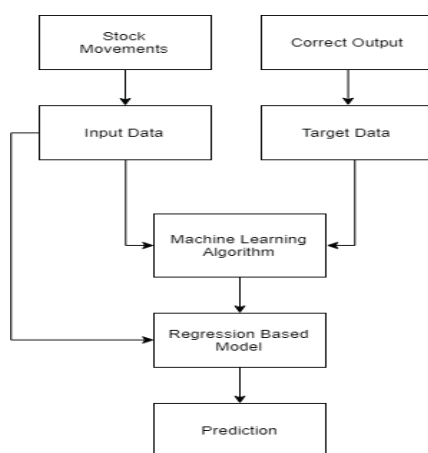 Stock
Movements
Correct Output
Input Data
Target Data
Machine Learning
Algorithm
Regression Based
Model
Prediction